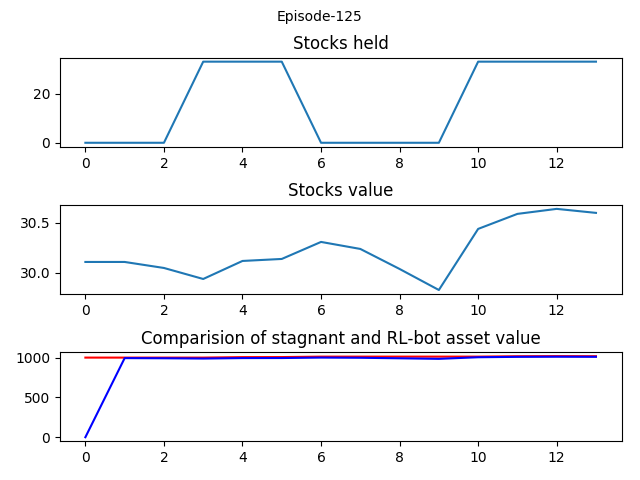 Episode-125
Stocks held
20
0
0 2 4 6 8 10 12
Stocks value
30.5
30.0
0 2 4 6 8 10 12
Comparision of stagnant and RL-bot asset value
1000
500
0
0 2 4 6 8 10 12